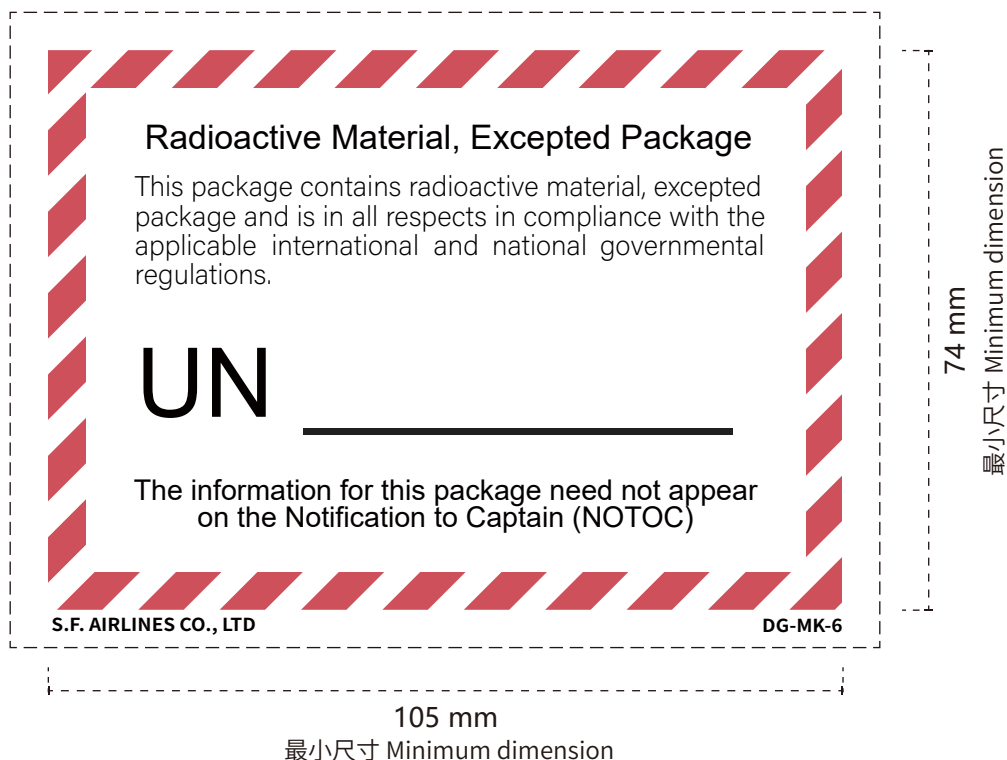 Radioactive Material, Excepted Package
This package contains radioactive material, excepted
package and is in all respects in compliance with the
applicable international and national governmental
regulations.
UN
The information for this package need not appear
on the Notification to Captain (NOTOC)
S.F. AIRLINES CO., LTD
DG-MK-6
74 mm
最小尺寸 Minimum dimension
105 mm
最小尺寸 Minimum dimension